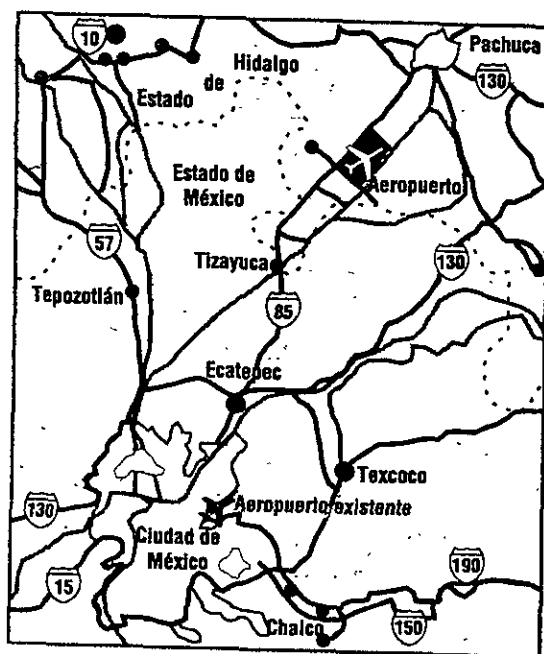 10
Pachuca
Hidalgo
de
130
Estado
Estado de
México
Aeropuerto
57
Tizayuca
130
Tepozotlán
85
Ecatepec
Texcoco
130
Aeropuerto existente
Ciudad de
México
15
190
Chalco
150